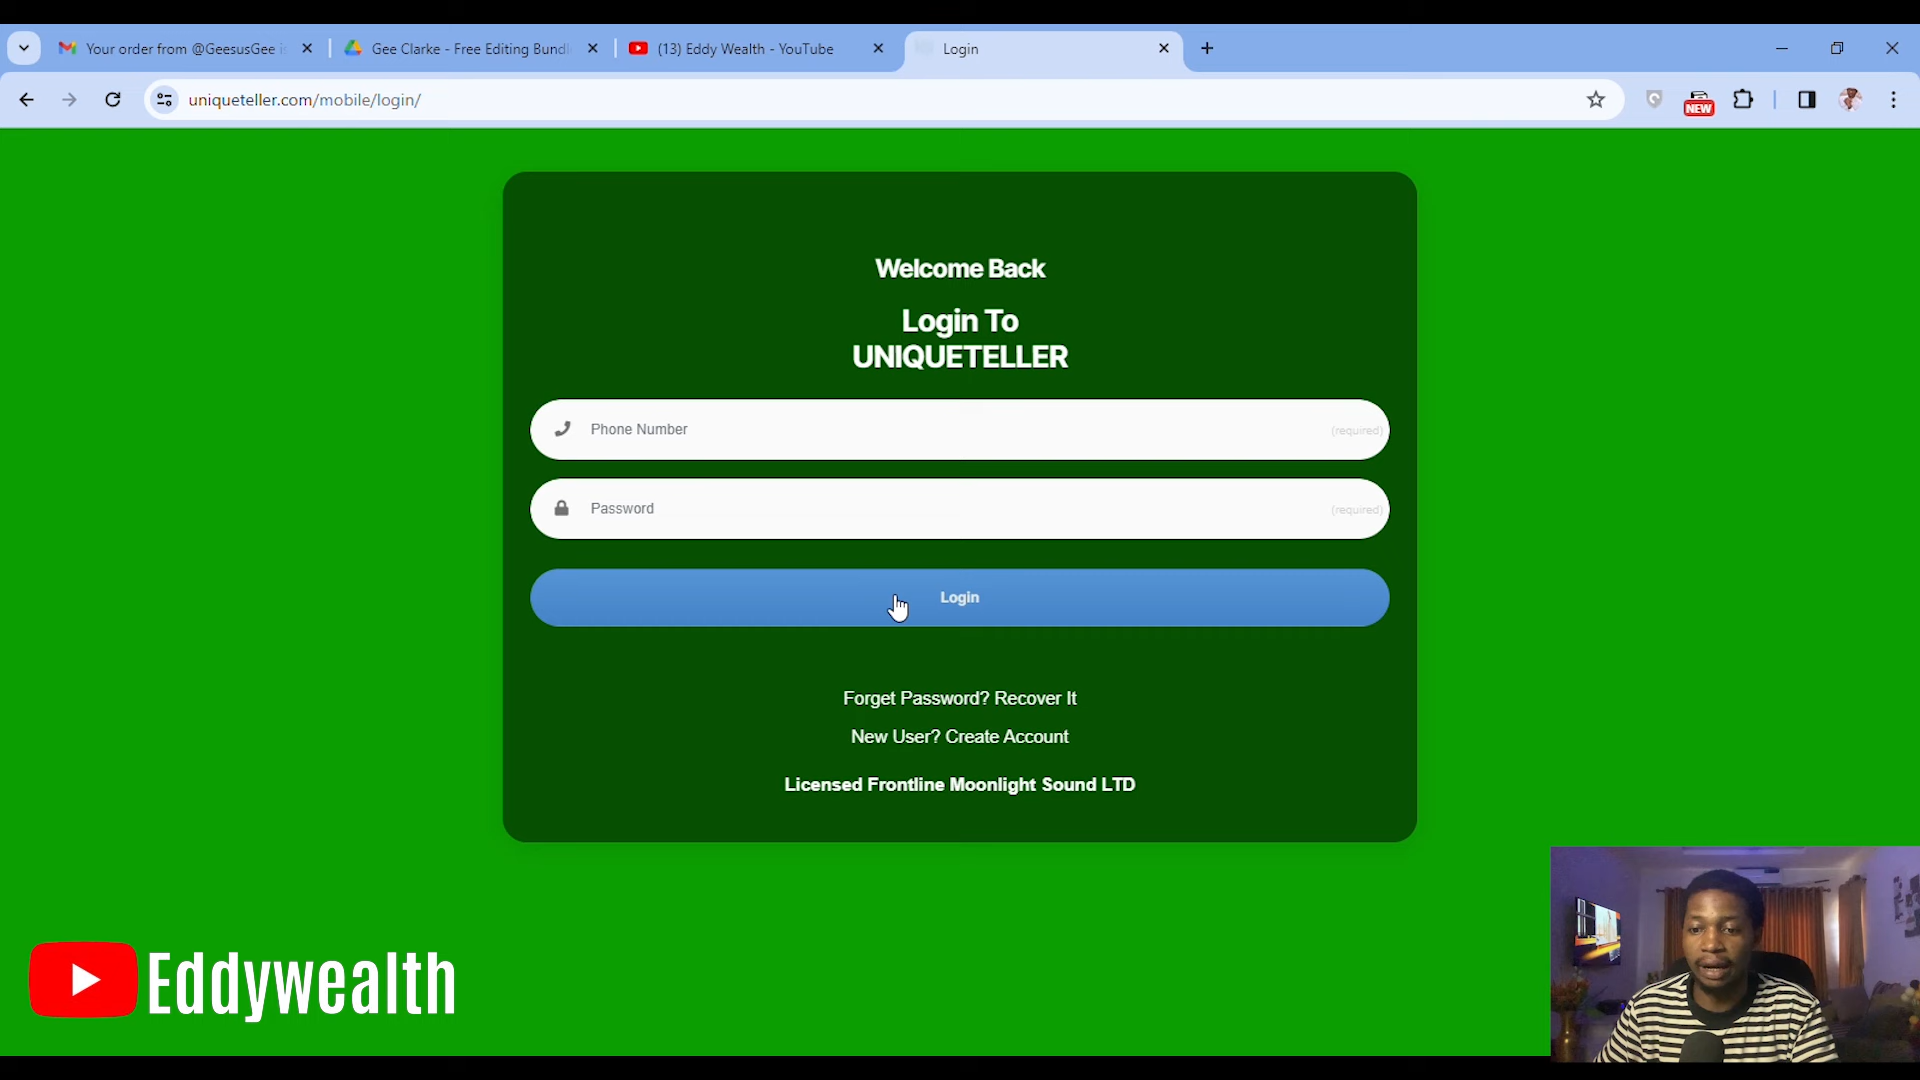 Your order from @GeesusGee is
Gee Clarke - Free Editing Bundl
(13) Eddy Wealth - YouTube
Login
uniqueteller.com/mobile/login/
NEW
Welcome Back
Login To
UNIQUETELLER
Phone Number
(required)
Password
(required)
Login
Forget Password? Recover It
New User? Create Account
Licensed Frontline Moonlight Sound LTD
Eddywealth